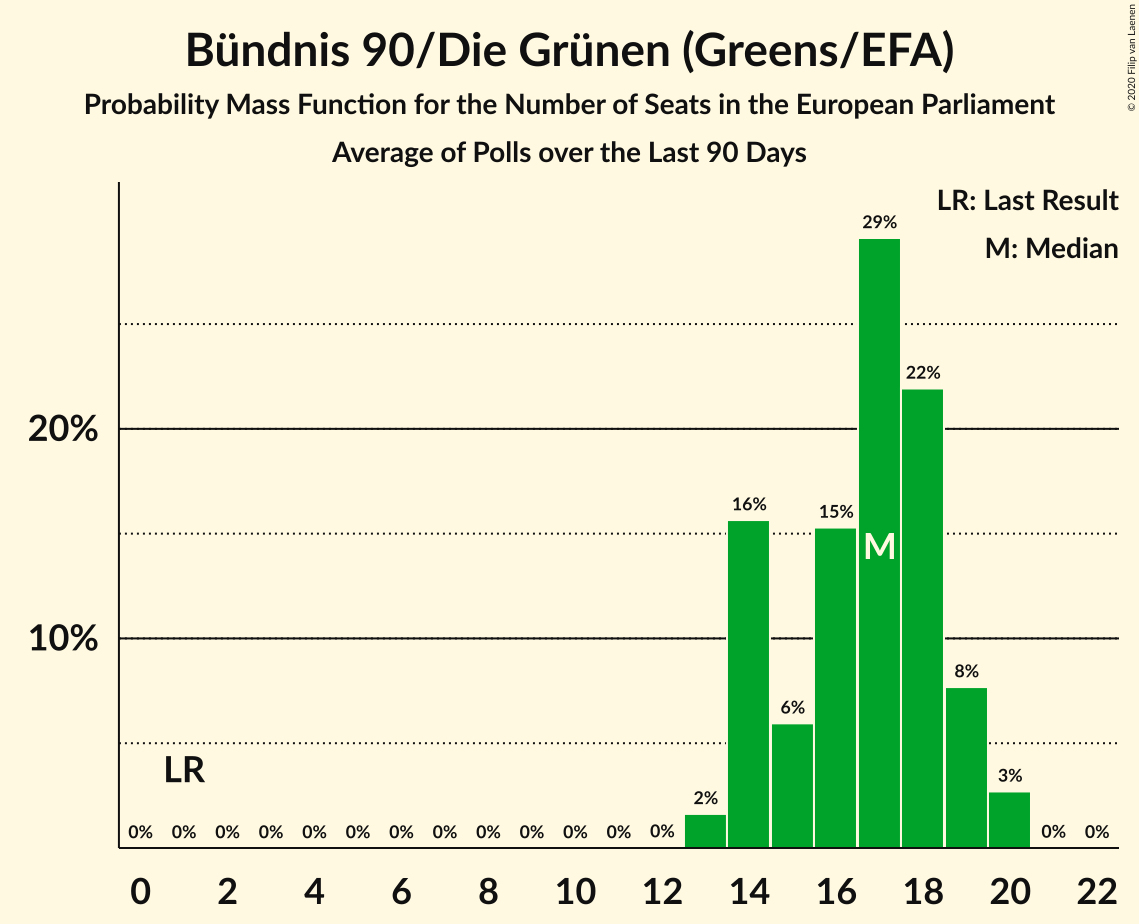 Bündnis 90/Die Grünen (Greens/EFA)
Probability Mass Function for the Number of Seats in the European Parliament
Average of Polls over the Last 90 Days
© 2020 Filip van Laenen
LR: Last Result
M: Median
29%
22%
20%
16%
15%
M
10%
8%
6%
LR
3%
2%
0% 0% 0% 0% 0% 0% 0% 0% 0% 0% 0% 0% 0% 0% 0%
0 2 4 6 8 10 12 14 16 18 20 22